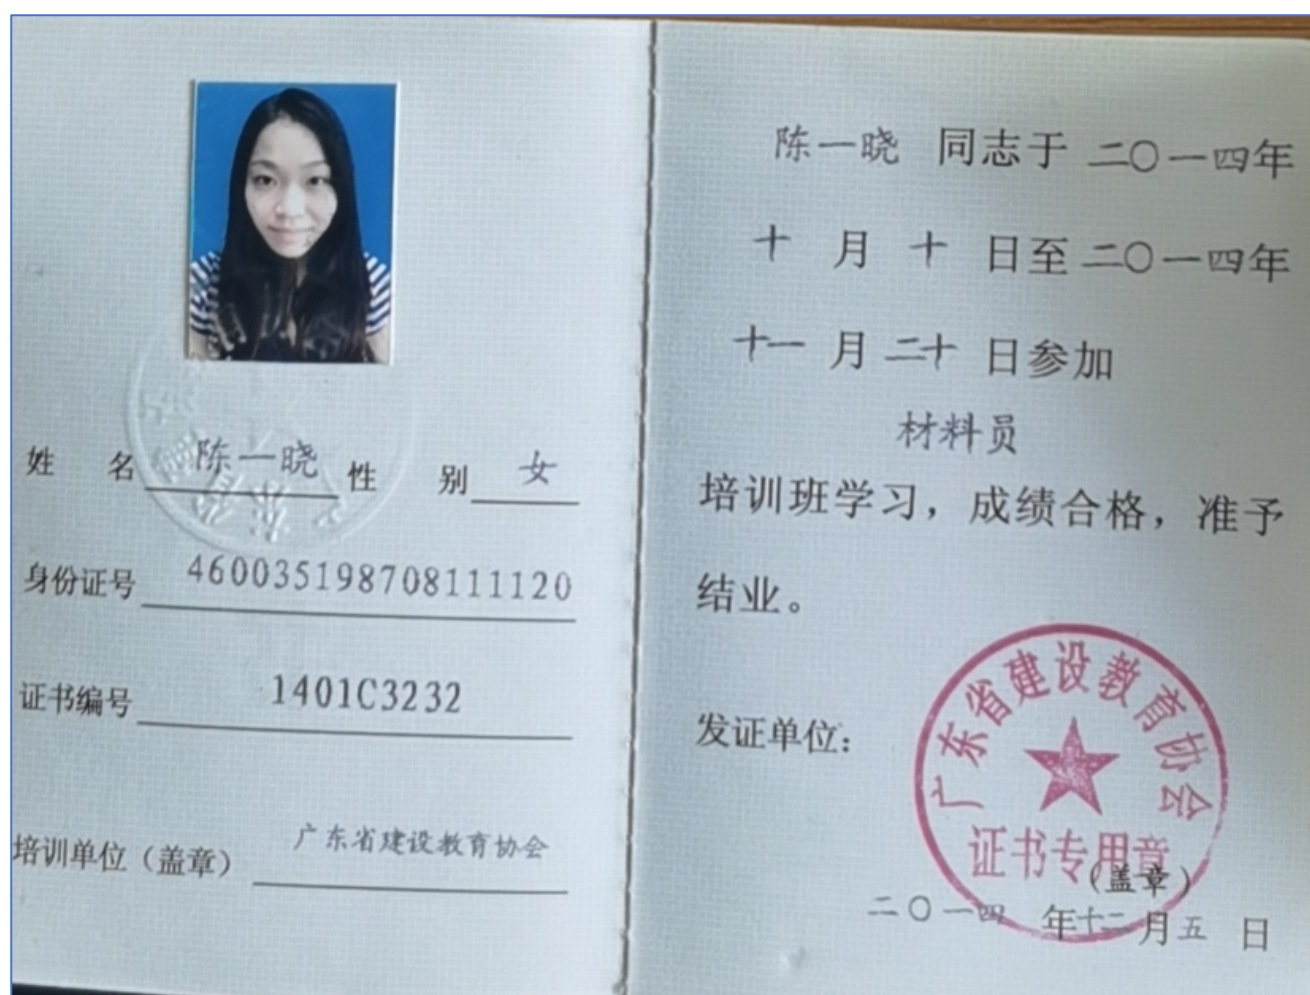 姓 名 陈一晓 性 别 女
身份证号 460035198708111120
证书编号 1401C3232
培训单位（盖章） 广东省建设教育协会
陈一晓 同志于 二〇一四年
十 月 十 日至 二〇一四年
十一 月 二十 日参加
材料员
培训班学习，成绩合格，准予
结业。
发证单位：
广东省建设教育协会
证书专用章
（盖章）
二〇一四 年十二月五 日